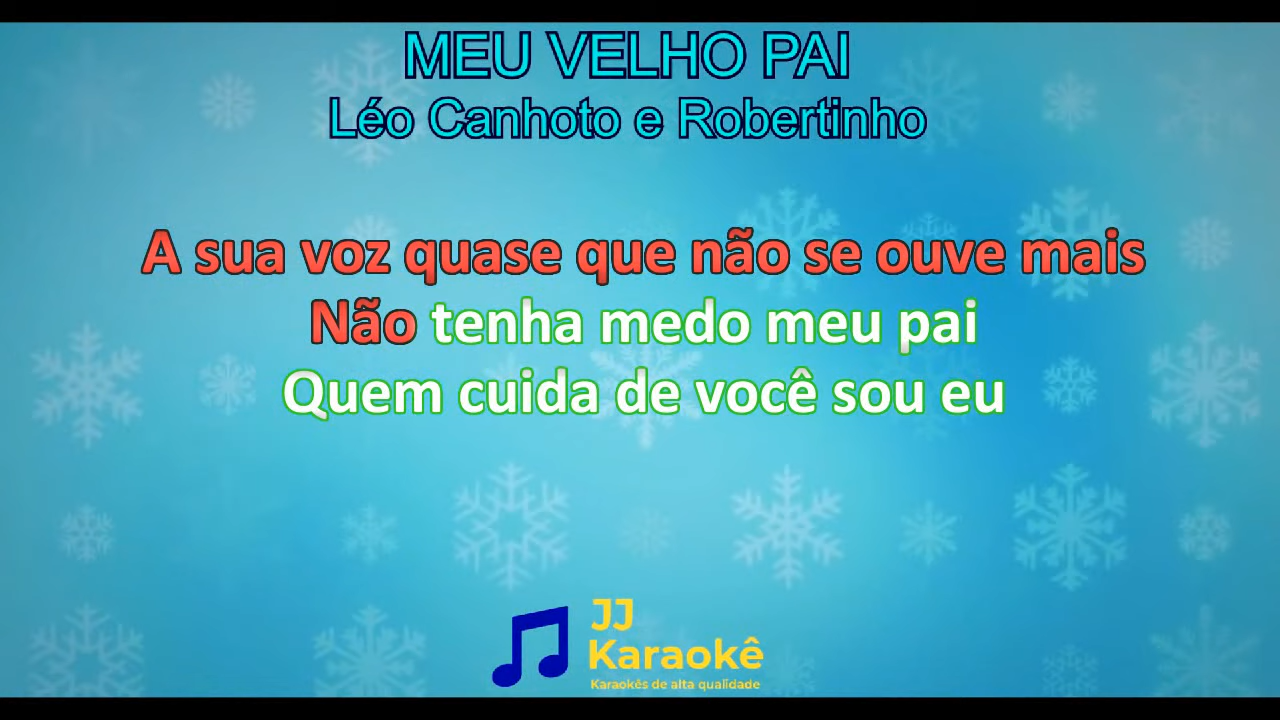 MEU VELHO PAI
Léo Canhoto e Robertinho
A sua voz quase que não se ouve mais
Não tenha medo meu pai
Quem cuida de você sou eu
JJ
Karaokê
Karaokês de alta qualidade